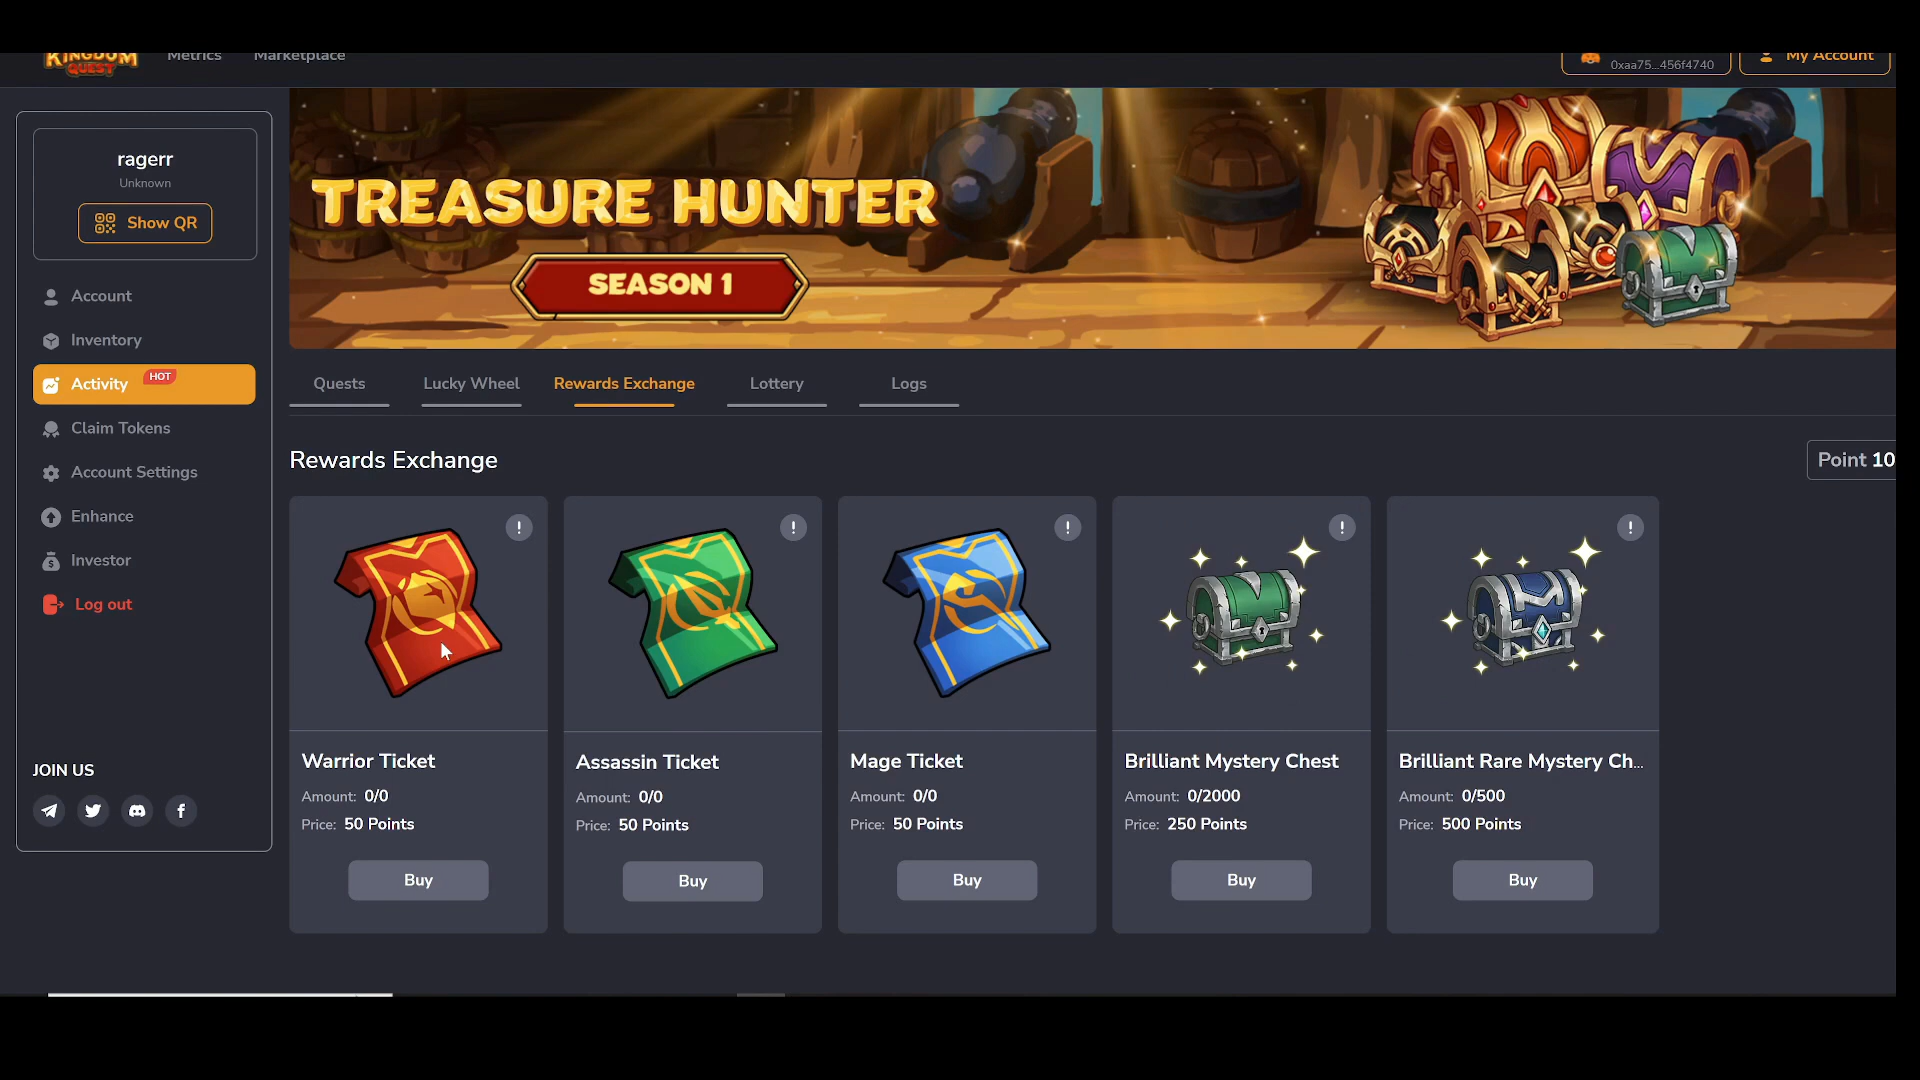 KINGDOM
QUEST
Metrics
Marketplace
0xaa75...456f4740
My Account
ragerr
Unknown
Show QR
Account
Inventory
Activity
HOT
Claim Tokens
Account Settings
Enhance
Investor
Log out
JOIN US
TREASURE HUNTER
SEASON 1
Quests
Lucky Wheel
Rewards Exchange
Lottery
Logs
Rewards Exchange
Point 10
Warrior Ticket
Amount: 0/0
Price: 50 Points
Buy
Assassin Ticket
Amount: 0/0
Price: 50 Points
Buy
Mage Ticket
Amount: 0/0
Price: 50 Points
Buy
Brilliant Mystery Chest
Amount: 0/2000
Price: 250 Points
Buy
Brilliant Rare Mystery Ch...
Amount: 0/500
Price: 500 Points
Buy